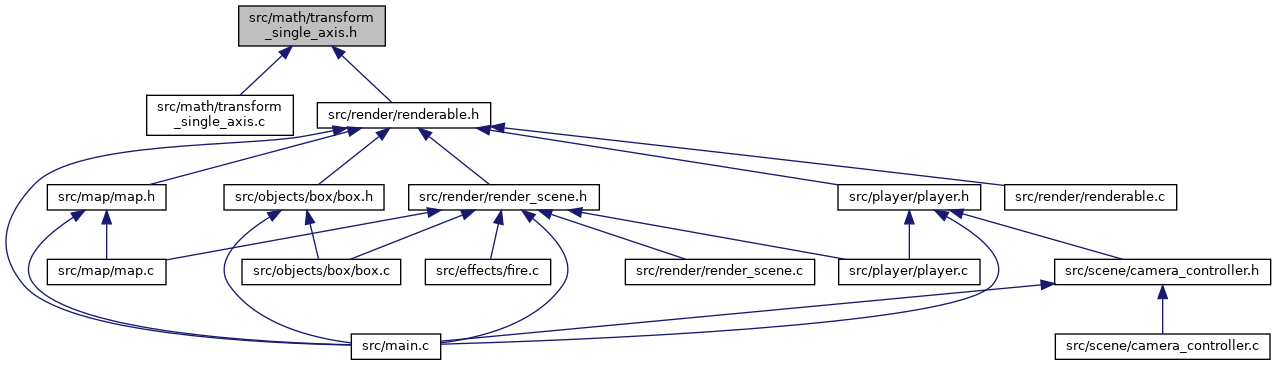 src/math/transform
_single_axis.h
src/math/transform
_single_axis.c
src/render/renderable.h
src/map/map.h
src/objects/box/box.h
src/render/render_scene.h
src/player/player.h
src/render/renderable.c
src/map/map.c
src/objects/box/box.c
src/effects/fire.c
src/render/render_scene.c
src/player/player.c
src/scene/camera_controller.h
src/main.c
src/scene/camera_controller.c